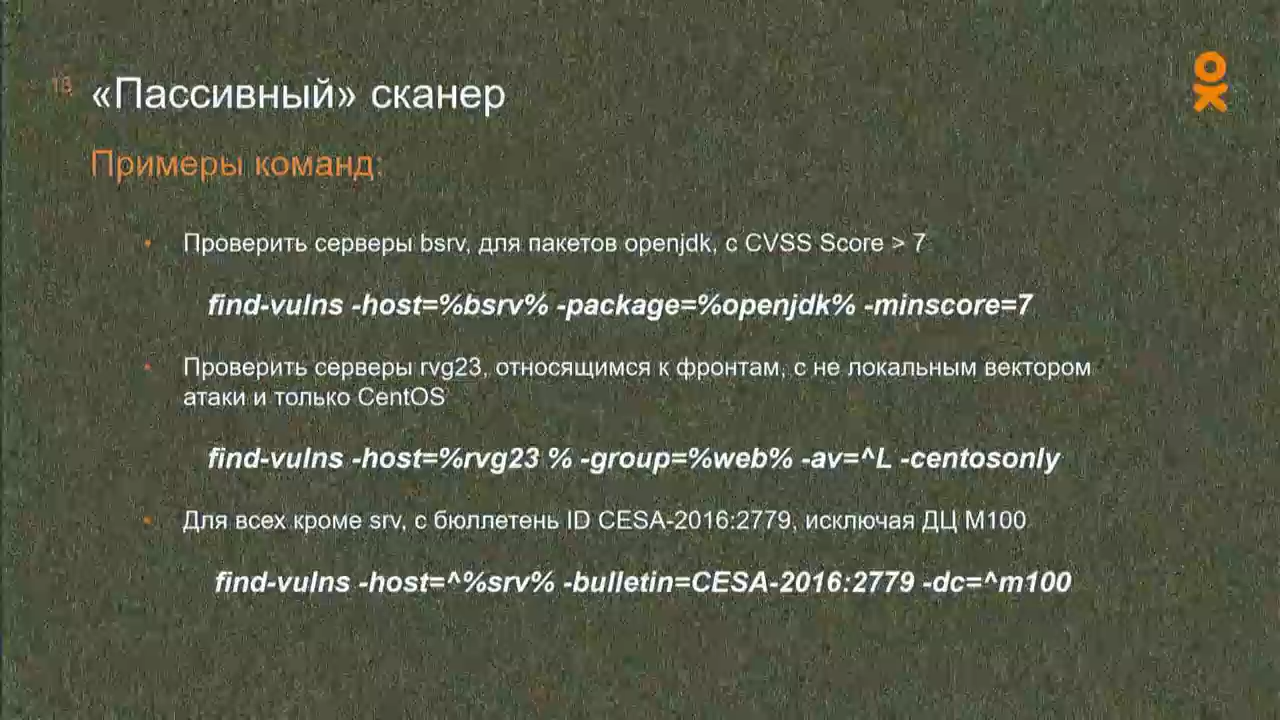 «Пассивный» сканер
Примеры команд:
• Проверить серверы bsrv, для пакетов openjdk, с CVSS Score > 7
find-vulns -host=%bsrv% -package=%openjdk% -minscore=7
• Проверить серверы rvg23, относящимся к фронтам, с не локальным вектором
атаки и только CentOS
find-vulns -host=%rvg23 % -group=%web% -av=^L -centosonly
• Для всех кроме srv, с бюллетень ID CESA-2016:2779, исключая ДЦ M100
find-vulns -host=^%srv% -bulletin=CESA-2016:2779 -dc=^m100